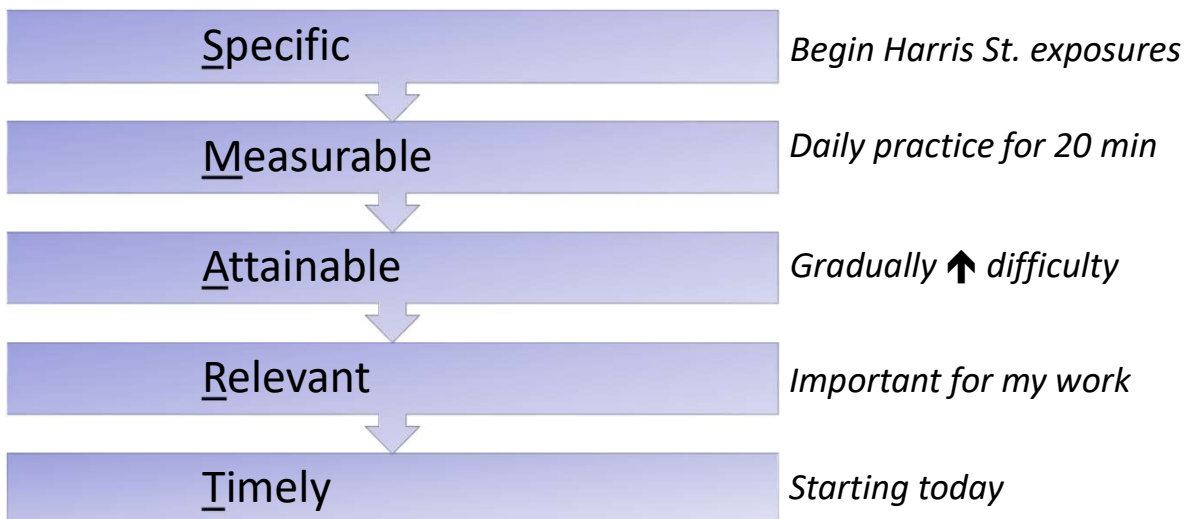 Specific
Begin Harris St. exposures
Measurable
Daily practice for 20 min
Attainable
Gradually 🡹 difficulty
Relevant
Important for my work
Timely
Starting today